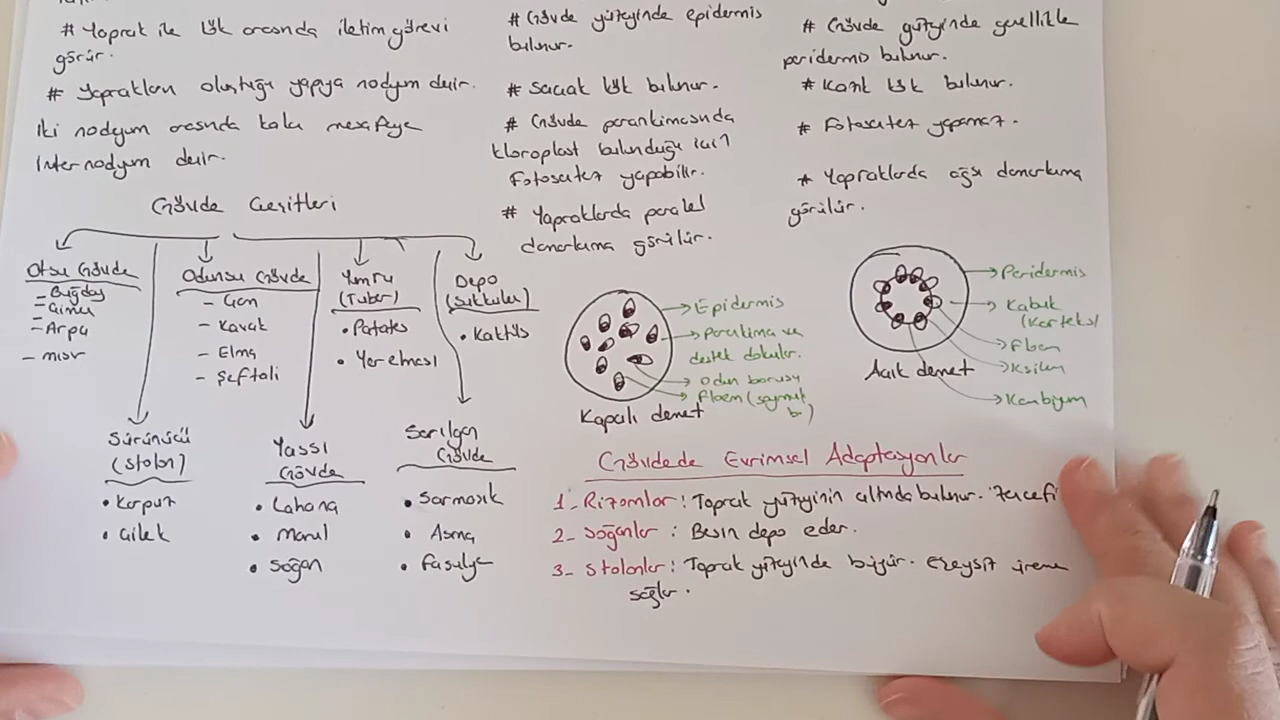 # Toprak ile kök arasında iletim görevi
görür.
# Yaprakların oluştuğu yapıya nodyum denir.
İki nodyum arasında kalan mesafeye
İnternodyum denir.
# Gövde yüzeyinde epidermis
bulunur.
# Saçak kök bulunur.
# Gövde parankimasında
kloroplast bulunduğu için
Fotosentez yapabilir.
# Yapraklarda paralel
damarlanma görülür.
# Gövde yüzeyinde genellikle
peridermis bulunur.
# Kazık kök bulunur.
# Fotosentez yapamaz.
* Yapraklarda ağsı damarlanma
görülür.
Gövde Çeşitleri
Otsu Gövde
- Buğday
- Çimen
- Arpa
- mısır
Odunsu Gövde
- Çam
- Kavak
- Elma
- Şeftali
Yumru
(Tuber)
• Patates
• Yer elması
Depo
(Sukkulent)
• Kaktüs
Sürünücü
(Stolon)
• Karpuz
• Çilek
Yassı
Gövde
• Lahana
• Marul
• Soğan
Sarılgan
Gövde
• Sarmaşık
• Asma
• Fasulye
Epidermis
Parankima ve
destek dokular.
Odun borusu
Floem (soymuk
b)
Kapalı demet
Peridermis
Kabuk
(Korteks)
Floem
Ksilem
Kambiyum
Açık demet
Gövdede Evrimsel Adaptasyonlar
1- Rizomlar: Toprak yüzeyinin altında bulunur. Zencefil
2- Soğanlar: Besin depo eder.
3- Stolonlar: Toprak yüzeyinde büyür. Eşeysiz üreme
sağlar.